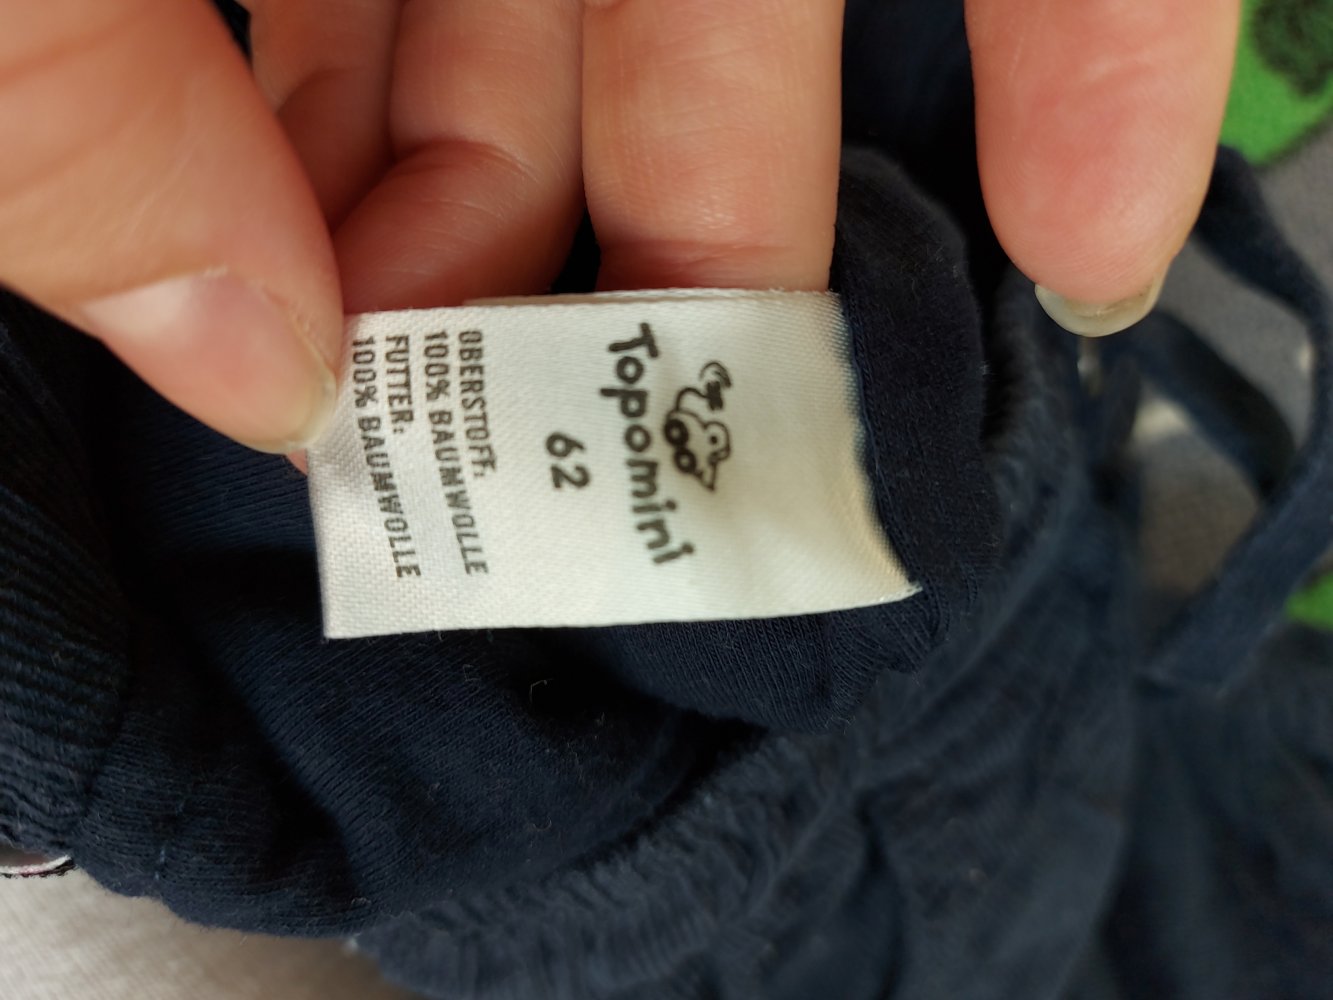 Topomini
62
OBERSTOFF:
100% BAUMWOLLE
FUTTER:
100% BAUMWOLLE